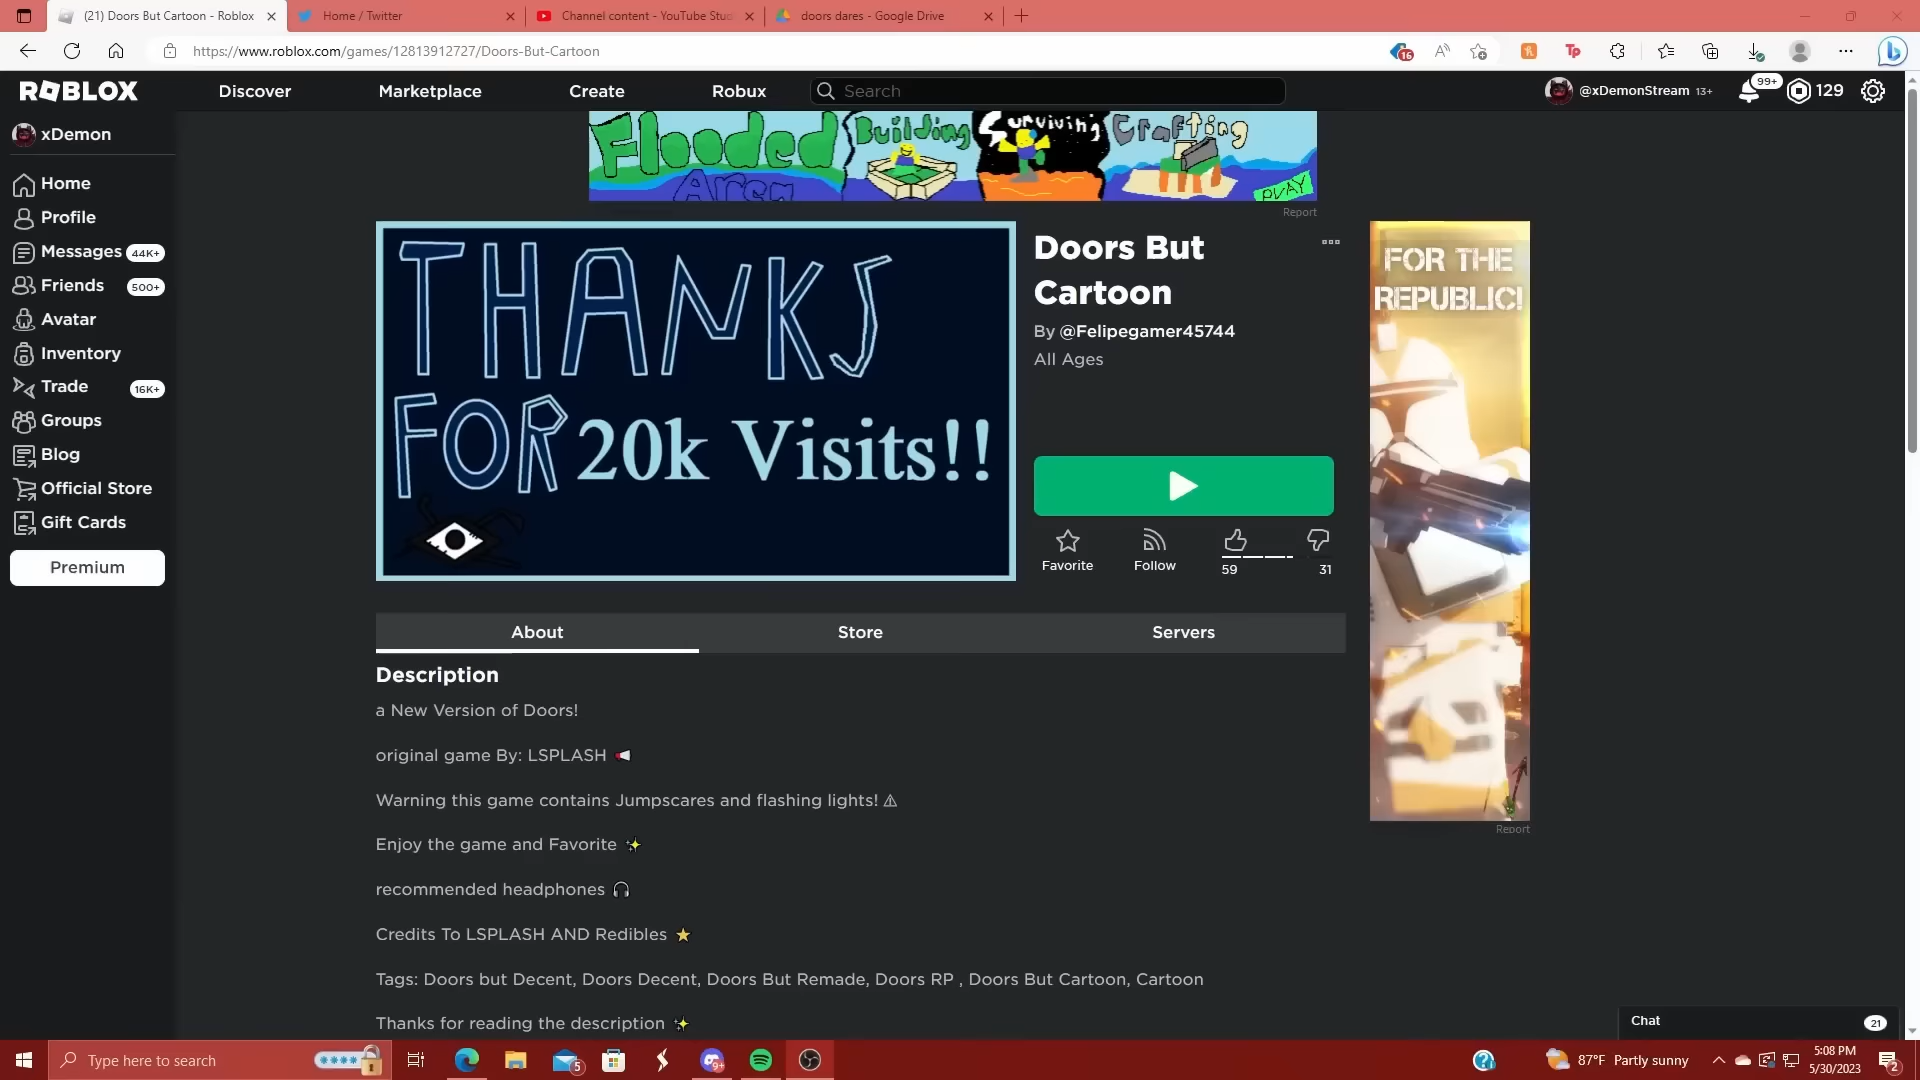 (21) Doors But Cartoon - Roblox
Home / Twitter
Channel content - YouTube Stu
doors dares - Google Drive
https://www.roblox.com/games/12813912727/Doors-But-Cartoon
16
ROBLOX
Discover
Marketplace
Create
Robux
Search
@xDemonStream 13+
99+
129
xDemon
Home
Profile
Messages 44K+
Friends 500+
Avatar
Inventory
Trade 16K+
Groups
Blog
Official Store
Gift Cards
Premium
Flooded Area
Building
Surviving
Crafting
PLAY
Report
THANKS
FOR 20k Visits!!
Doors But
Cartoon
By @Felipegamer45744
All Ages
Favorite
Follow
59
31
FOR THE
REPUBLIC!
Report
About
Store
Servers
Description
a New Version of Doors!
original game By: LSPLASH 📢
Warning this game contains Jumpscares and flashing lights! ⚠
Enjoy the game and Favorite ✨
recommended headphones 🎧
Credits To LSPLASH AND Redibles ⭐
Tags: Doors but Decent, Doors Decent, Doors But Remade, Doors RP , Doors But Cartoon, Cartoon
Thanks for reading the description ✨
Chat
21
Type here to search
5
9+
87°F Partly sunny
5:08 PM
5/30/2023
2